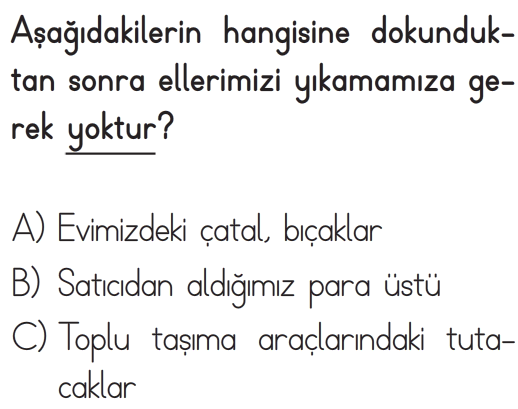 Aşağıdakilerin hangisine dokunduk-
tan sonra ellerimizi yıkamamıza ge-
rek yoktur?
A) Evimizdeki çatal, bıçaklar
B) Satıcıdan aldığımız para üstü
C) Toplu taşıma araçlarındaki tuta-
caklar